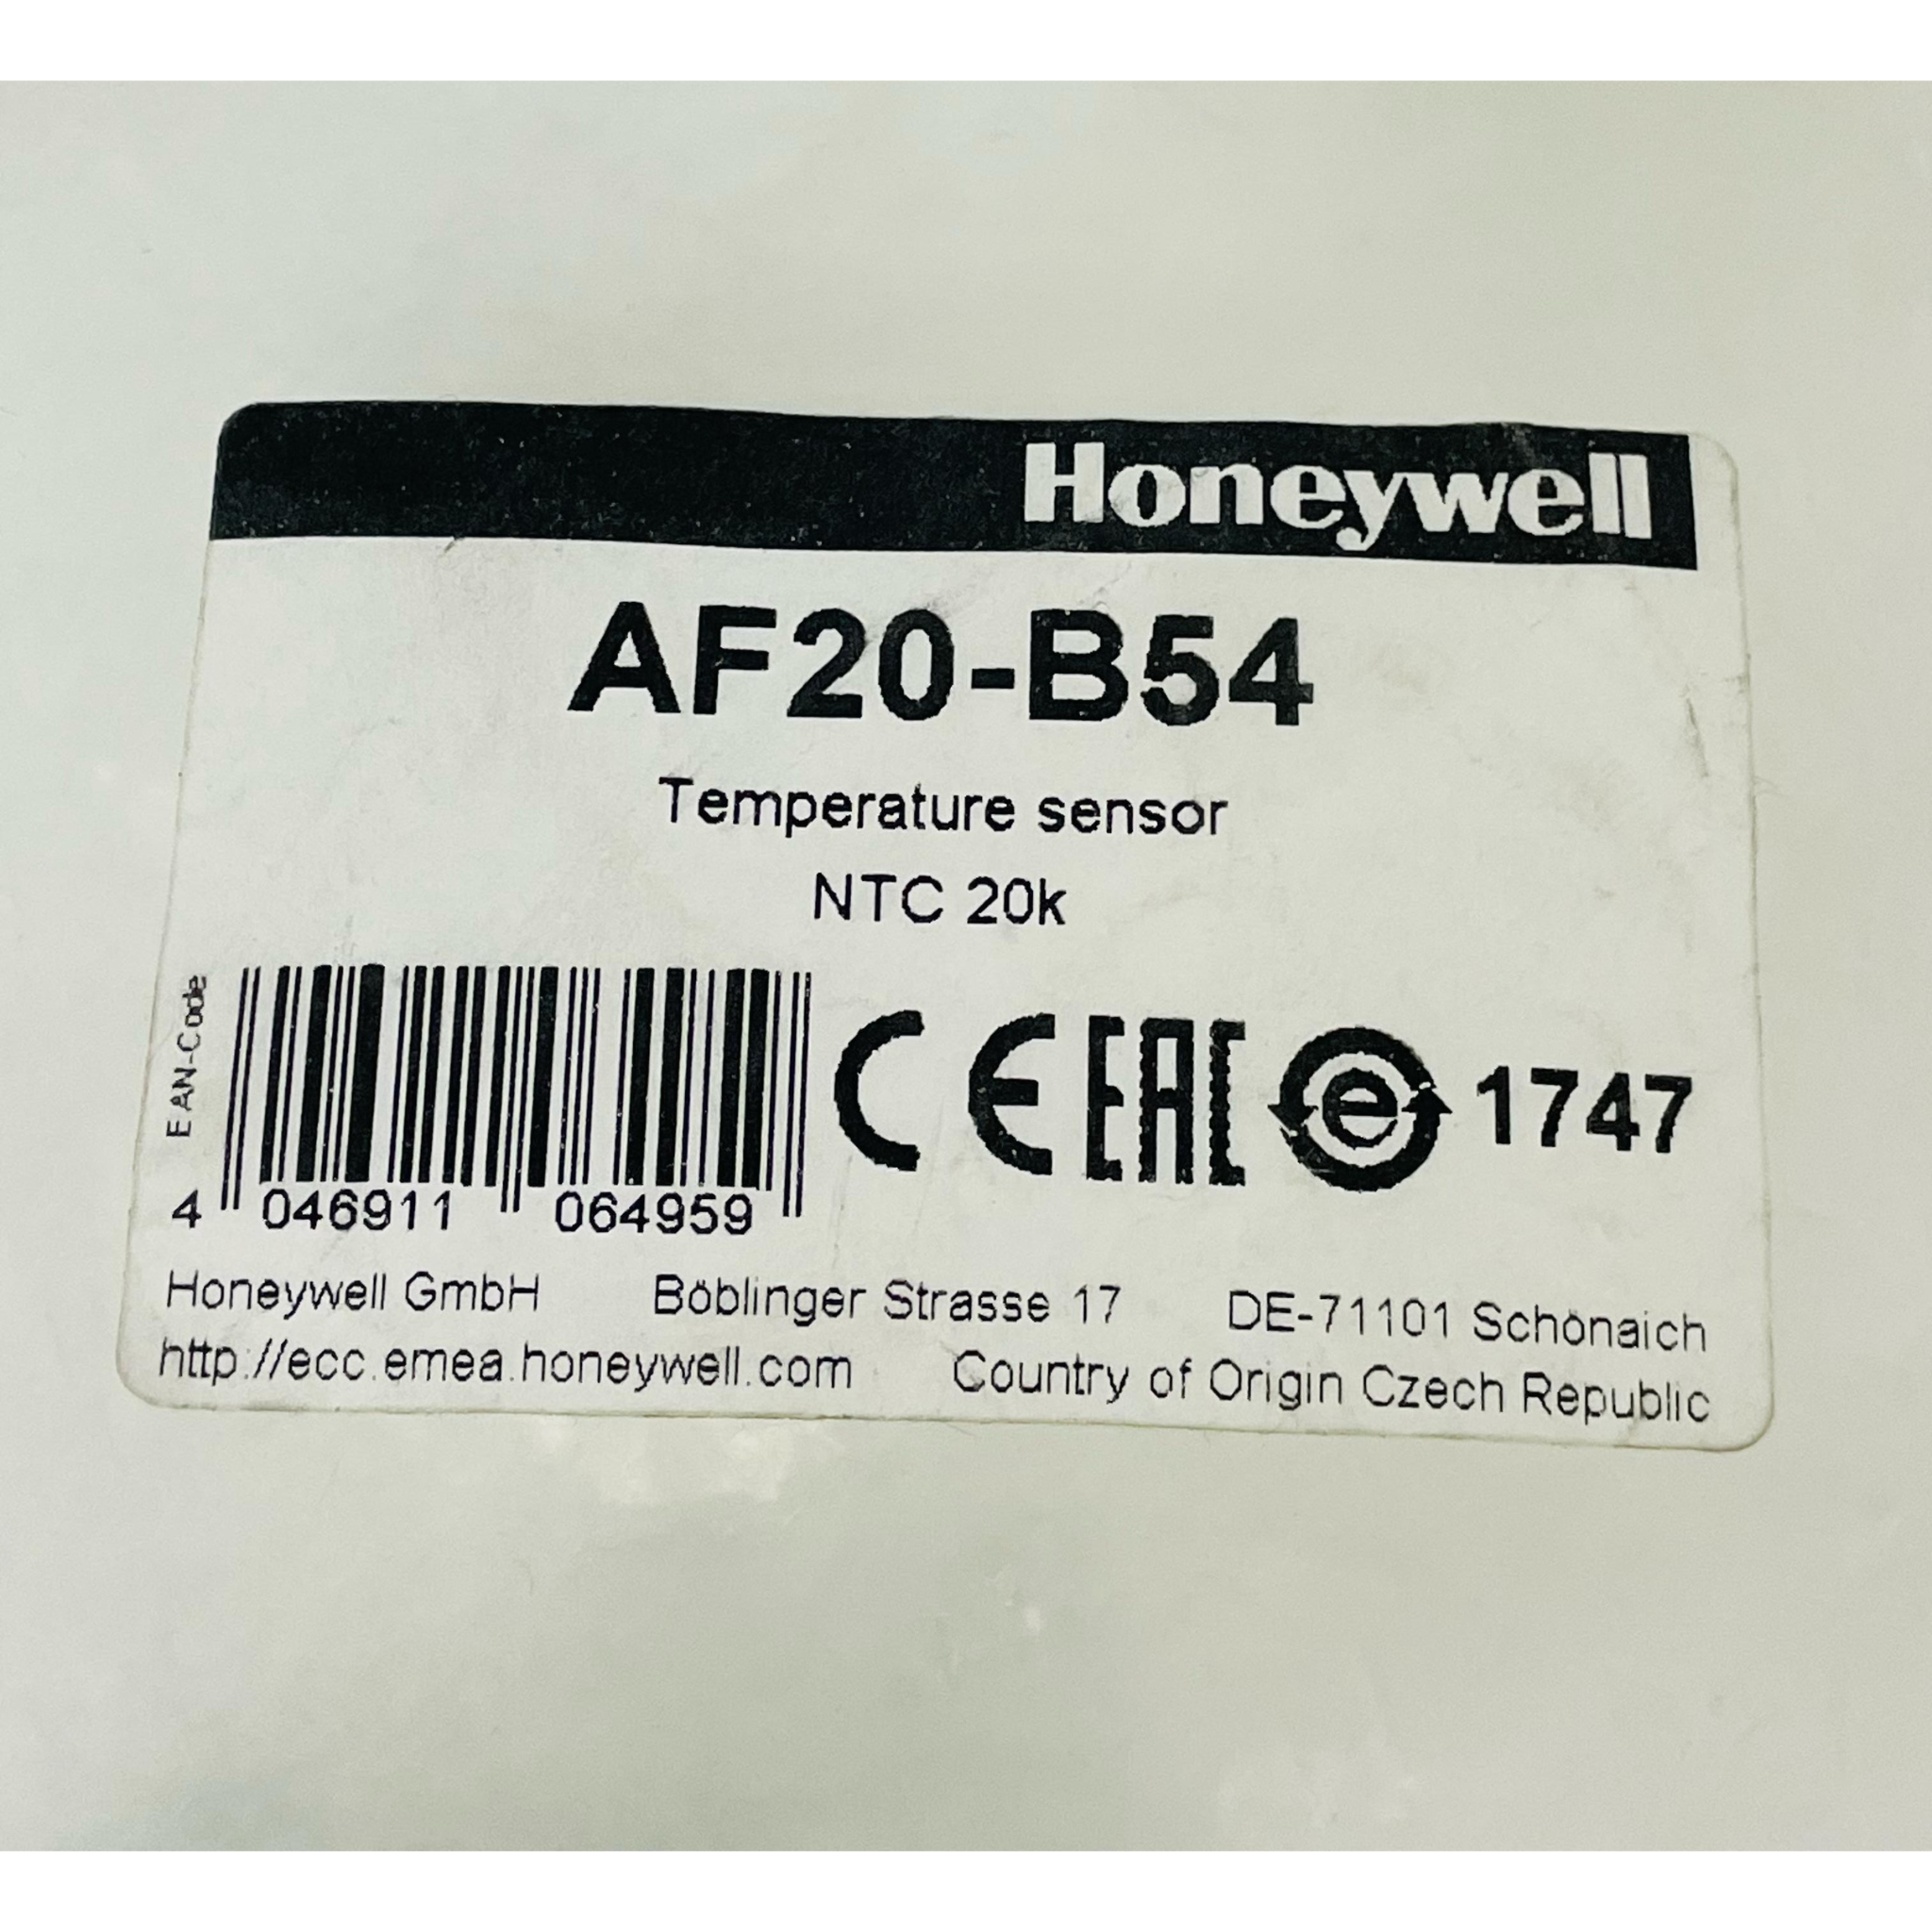 Honeywell
AF20-B54
Temperature sensor
NTC 20k
EAN-Code
CE EAC e 1747
4 046911 064959
Honeywell GmbH Böblinger Strasse 17 DE-71101 Schönaich
http://ecc.emea.honeywell.com Country of Origin Czech Republic